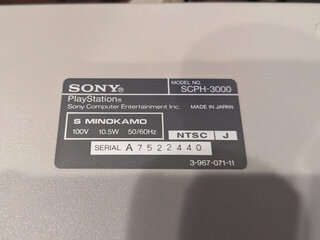 SONY®
MODEL NO.
SCPH-3000
PlayStation®
Sony Computer Entertainment Inc.
MADE IN JAPAN
S MINOKAMO
100V 10.5W 50/60Hz
NTSC J
SERIAL A7522440
3-967-071-11